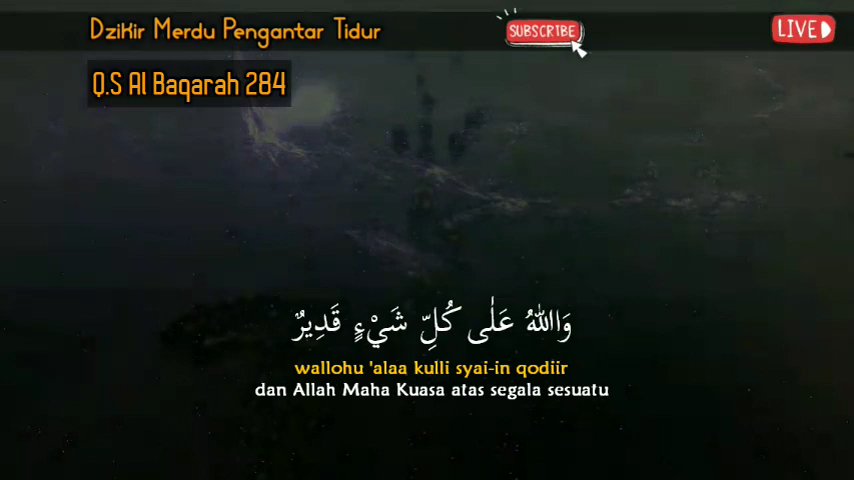 Dzikir Merdu Pengantar Tidur
SUBSCRIBE
LIVE
Q.S Al Baqarah 284
وَاللّٰهُ عَلٰى كُلِّ شَيْءٍ قَدِيرٌ
wallohu 'alaa kulli syai-in qodiir
dan Allah Maha Kuasa atas segala sesuatu